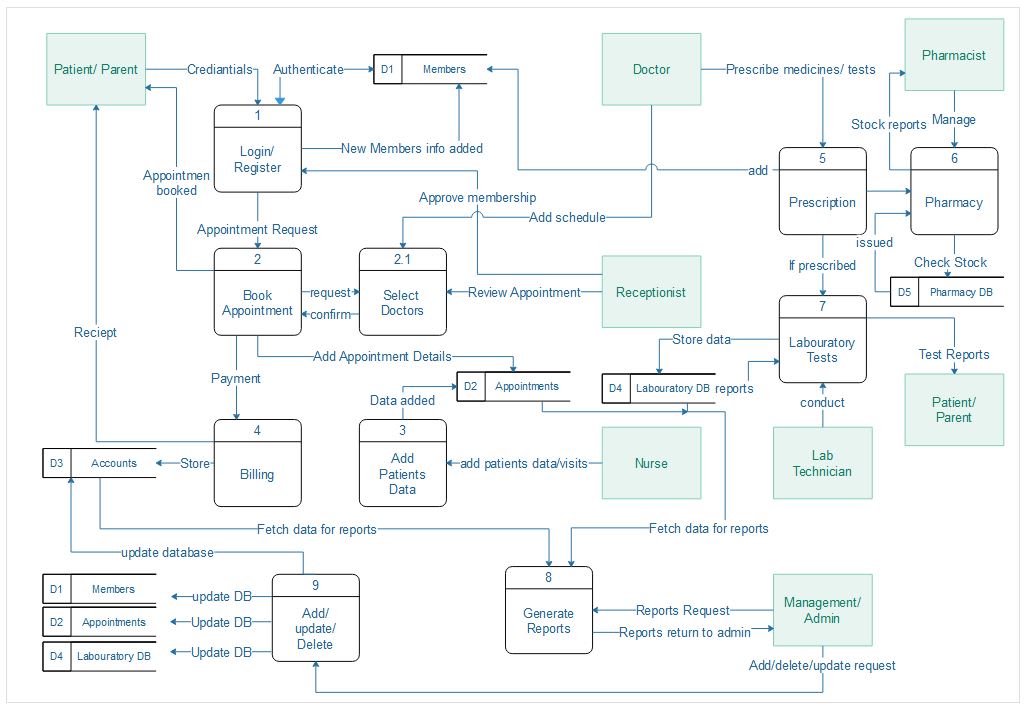 Patient/ Parent
Crediantials
Authenticate
D1
Members
Doctor
Prescribe medicines/ tests
Pharmacist
1
Login/
Register
New Members info added
Stock reports
Manage
5
Prescription
6
Pharmacy
Appointmen
booked
Approve membership
add
Add schedule
Appointment Request
issued
Check Stock
If prescribed
2
Book
Appointment
request
confirm
2.1
Select
Doctors
Review Appointment
Receptionist
D5
Pharmacy DB
7
Labouratory
Tests
Reciept
Store data
Test Reports
Add Appointment Details
Payment
D2
Appointments
D4
Labouratory DB
reports
Data added
conduct
Patient/
Parent
4
Billing
3
Add
Patients
Data
add patients data/visits
Nurse
Lab
Technician
D3
Accounts
Store
Fetch data for reports
Fetch data for reports
update database
D1
Members
update DB
D2
Appointments
Update DB
D4
Labouratory DB
Update DB
9
Add/
update/
Delete
8
Generate
Reports
Reports Request
Reports return to admin
Management/
Admin
Add/delete/update request